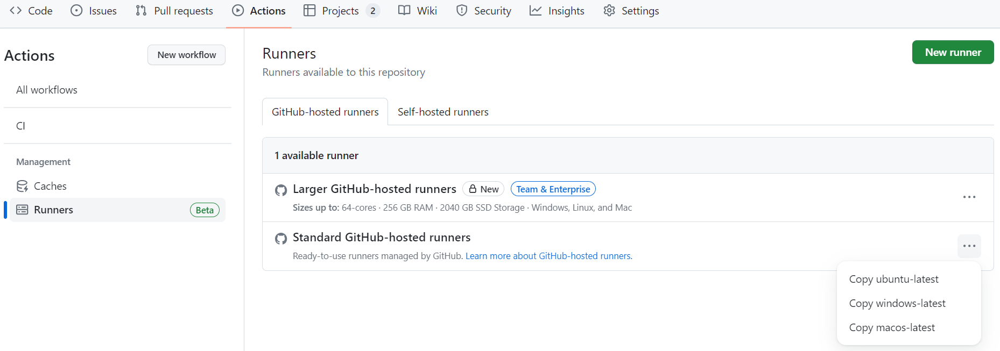 Code Issues Pull requests Actions Projects 2 Wiki Security Insights Settings
Actions
New workflow
All workflows
CI
Management
Caches
Runners Beta
Runners
New runner
Runners available to this repository
GitHub-hosted runners Self-hosted runners
1 available runner
Larger GitHub-hosted runners New Team & Enterprise
Sizes up to: 64-cores · 256 GB RAM · 2040 GB SSD Storage · Windows, Linux, and Mac
Standard GitHub-hosted runners
Ready-to-use runners managed by GitHub. Learn more about GitHub-hosted runners.
Copy ubuntu-latest
Copy windows-latest
Copy macos-latest